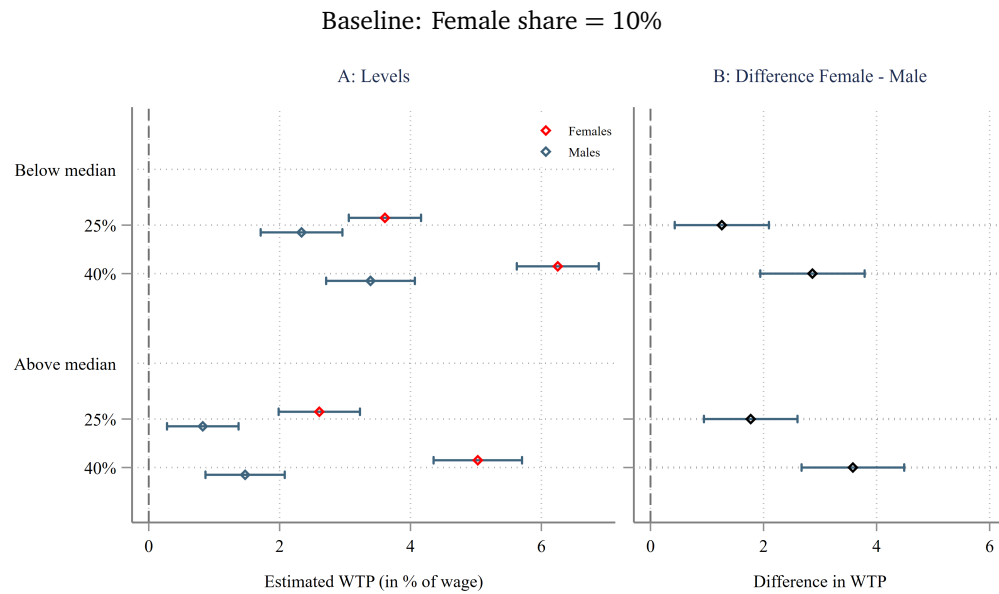 Baseline: Female share = 10%
A: Levels
B: Difference Female - Male
Females
Males
Below median
25%
40%
Above median
25%
40%
0 2 4 6
0 2 4 6
Estimated WTP (in % of wage)
Difference in WTP